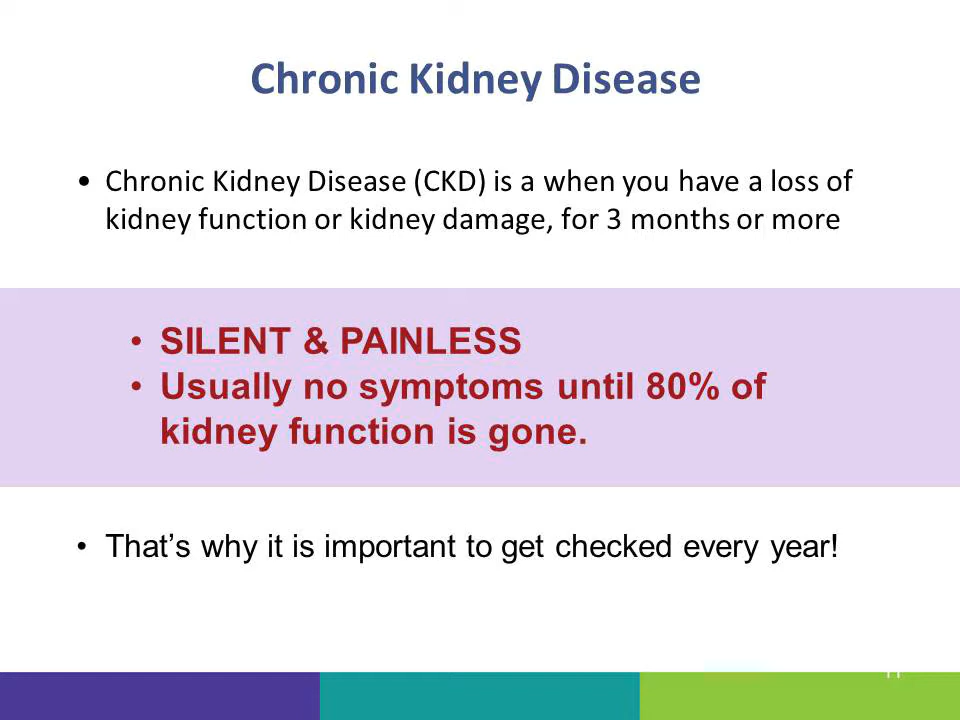 Chronic Kidney Disease
• Chronic Kidney Disease (CKD) is a when you have a loss of
kidney function or kidney damage, for 3 months or more
• SILENT & PAINLESS
• Usually no symptoms until 80% of
kidney function is gone.
• That’s why it is important to get checked every year!